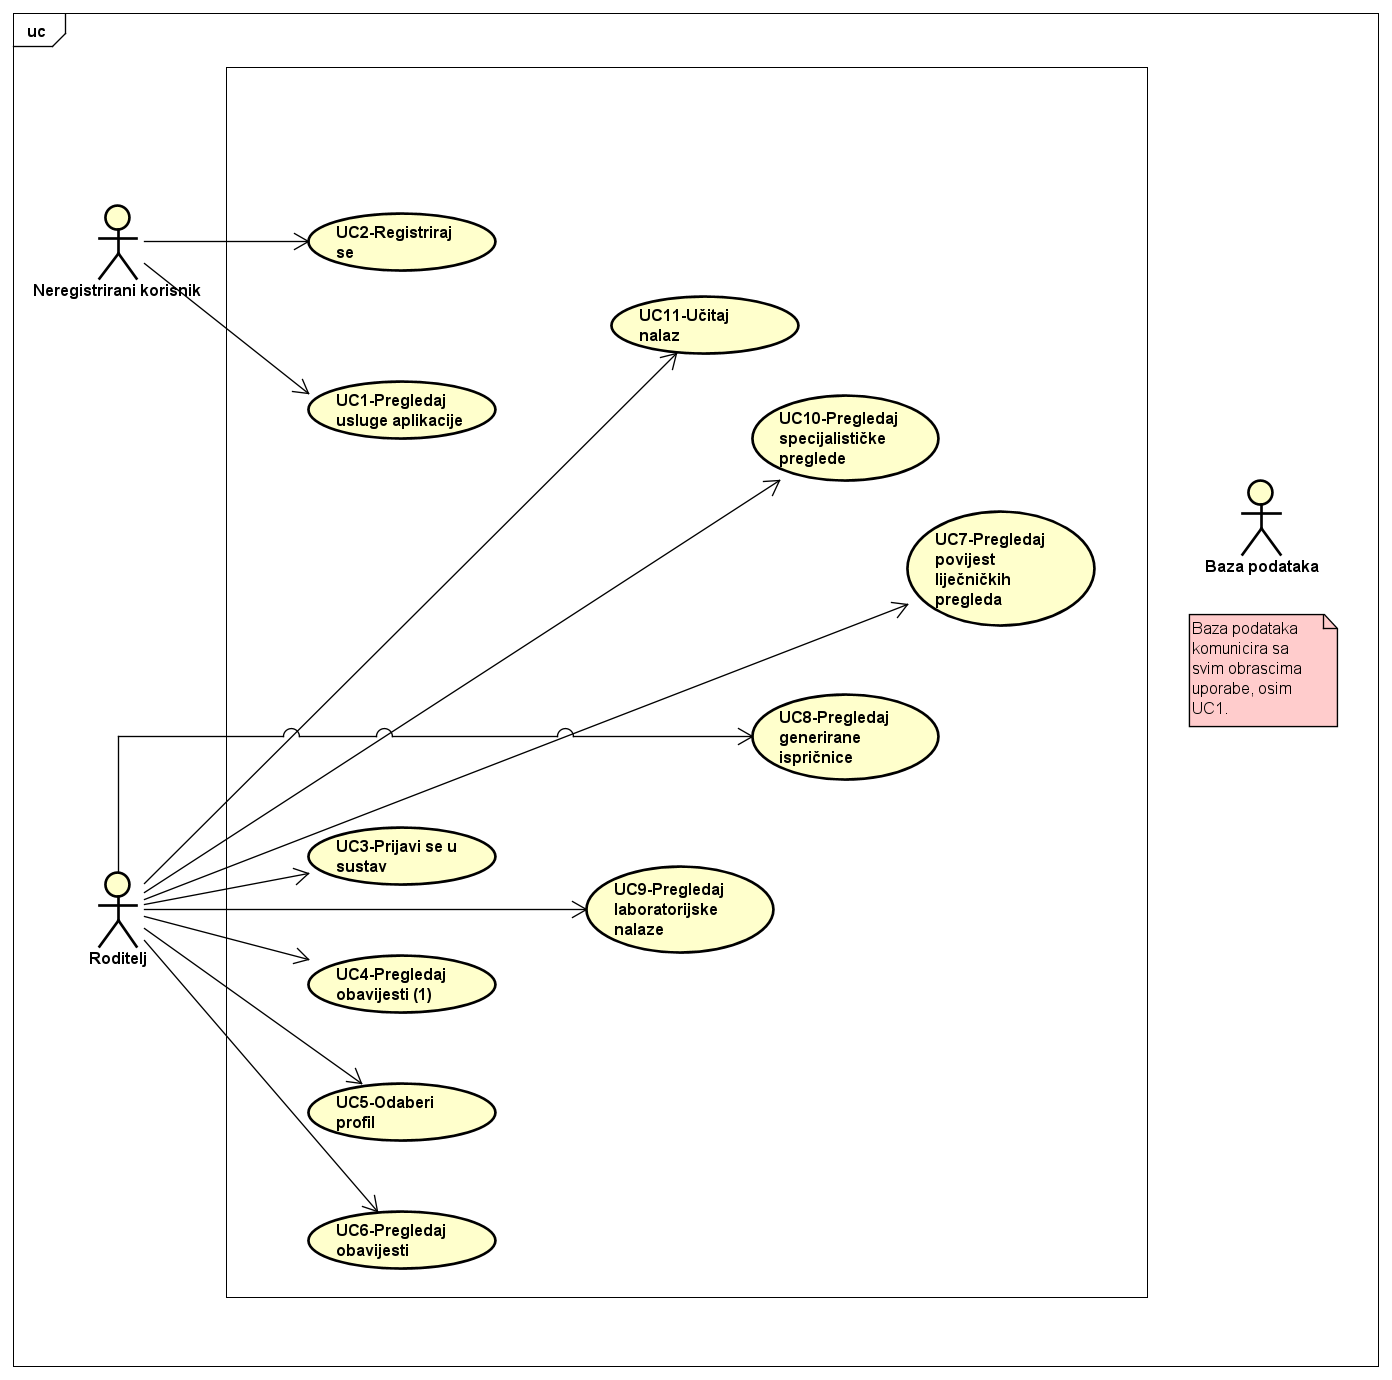 uc
UC2-Registriraj
se
Neregistrirani korisnik
UC11-Učitaj
nalaz
UC1-Pregledaj
usluge aplikacije
UC10-Pregledaj
specijalističke
preglede
UC7-Pregledaj
povijest
liječničkih
pregleda
Baza podataka
Baza podataka
komunicira sa
svim obrascima
uporabe, osim
UC1.
UC8-Pregledaj
generirane
ispričnice
UC3-Prijavi se u
sustav
UC9-Pregledaj
laboratorijske
nalaze
Roditelj
UC4-Pregledaj
obavijesti (1)
UC5-Odaberi
profil
UC6-Pregledaj
obavijesti